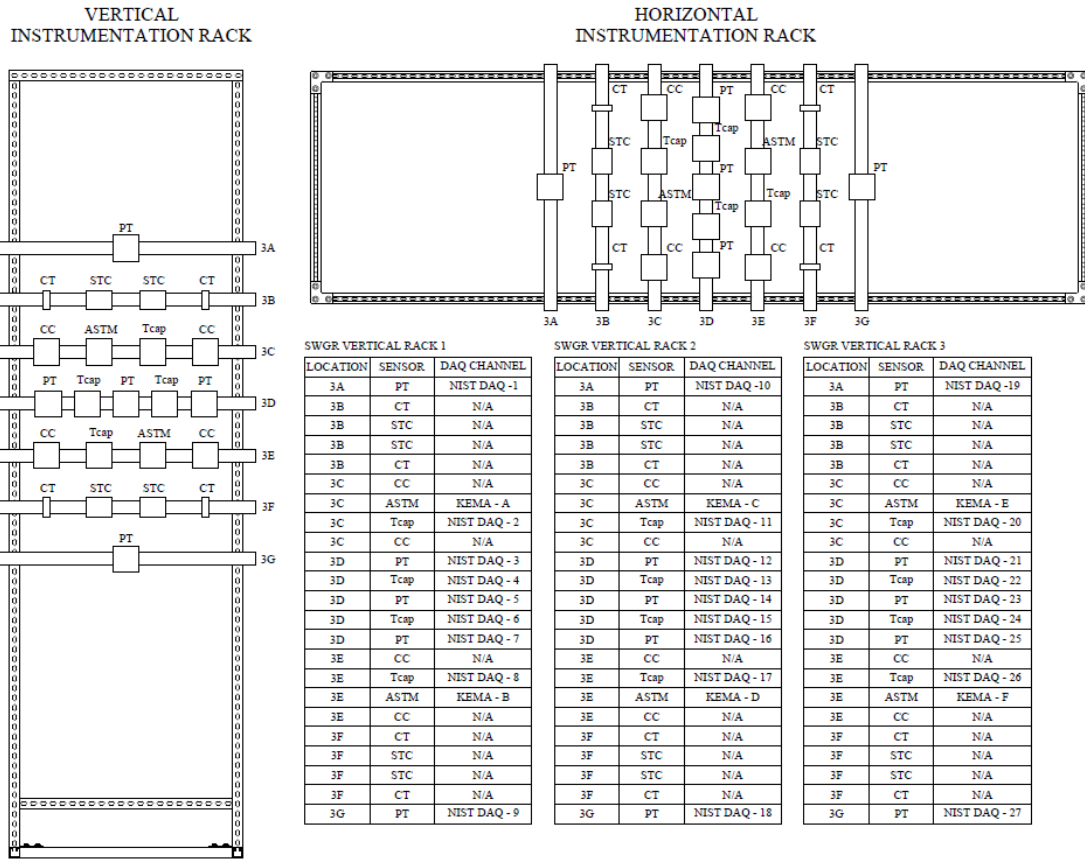 VERTICAL
INSTRUMENTATION RACK
PT
3A
CT STC STC CT
3B
CC ASTM Tcap CC
3C
PT Tcap PT Tcap PT
3D
CC Tcap ASTM CC
3E
CT STC STC CT
3F
PT
3G
HORIZONTAL
INSTRUMENTATION RACK
CT CC PT CC CT
Tcap
STC Tcap ASTM STC
PT PT PT
STC ASTM Tcap STC
Tcap
CT CC PT CC CT
3A 3B 3C 3D 3E 3F 3G
SWGR VERTICAL RACK 1
LOCATION SENSOR DAQ CHANNEL
3A PT NIST DAQ -1
3B CT N/A
3B STC N/A
3B STC N/A
3B CT N/A
3C CC N/A
3C ASTM KEMA - A
3C Tcap NIST DAQ - 2
3C CC N/A
3D PT NIST DAQ - 3
3D Tcap NIST DAQ - 4
3D PT NIST DAQ - 5
3D Tcap NIST DAQ - 6
3D PT NIST DAQ - 7
3E CC N/A
3E Tcap NIST DAQ - 8
3E ASTM KEMA - B
3E CC N/A
3F CT N/A
3F STC N/A
3F STC N/A
3F CT N/A
3G PT NIST DAQ - 9
SWGR VERTICAL RACK 2
LOCATION SENSOR DAQ CHANNEL
3A PT NIST DAQ -10
3B CT N/A
3B STC N/A
3B STC N/A
3B CT N/A
3C CC N/A
3C ASTM KEMA - C
3C Tcap NIST DAQ - 11
3C CC N/A
3D PT NIST DAQ - 12
3D Tcap NIST DAQ - 13
3D PT NIST DAQ - 14
3D Tcap NIST DAQ - 15
3D PT NIST DAQ - 16
3E CC N/A
3E Tcap NIST DAQ - 17
3E ASTM KEMA - D
3E CC N/A
3F CT N/A
3F STC N/A
3F STC N/A
3F CT N/A
3G PT NIST DAQ - 18
SWGR VERTICAL RACK 3
LOCATION SENSOR DAQ CHANNEL
3A PT NIST DAQ -19
3B CT N/A
3B STC N/A
3B STC N/A
3B CT N/A
3C CC N/A
3C ASTM KEMA - E
3C Tcap NIST DAQ - 20
3C CC N/A
3D PT NIST DAQ - 21
3D Tcap NIST DAQ - 22
3D PT NIST DAQ - 23
3D Tcap NIST DAQ - 24
3D PT NIST DAQ - 25
3E CC N/A
3E Tcap NIST DAQ - 26
3E ASTM KEMA - F
3E CC N/A
3F CT N/A
3F STC N/A
3F STC N/A
3F CT N/A
3G PT NIST DAQ - 27